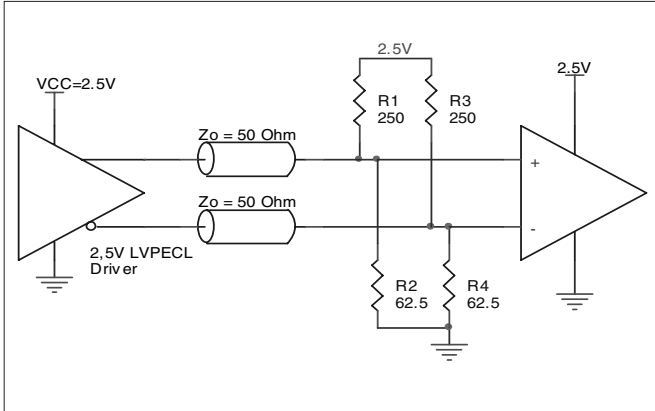 2.5V
VCC=2.5V
2.5V
R1
250
R3
250
Zo = 50 Ohm
+
Zo = 50 Ohm
-
2,5V LVPECL
Driver
R2
62.5
R4
62.5